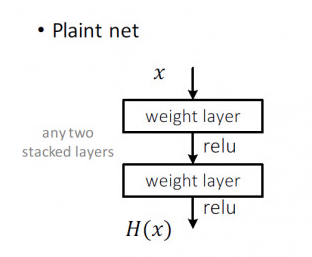 • Plaint net
x
weight layer
any two
stacked layers
relu
weight layer
relu
H(x)